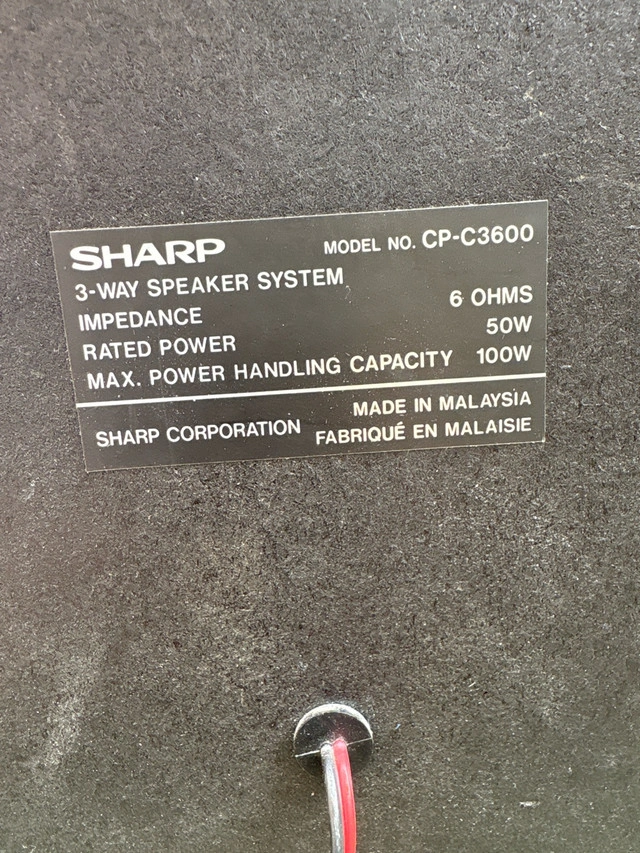 SHARP MODEL NO. CP-C3600
3-WAY SPEAKER SYSTEM
IMPEDANCE 6 OHMS
RATED POWER 50W
MAX. POWER HANDLING CAPACITY 100W
MADE IN MALAYSIA
SHARP CORPORATION FABRIQUÉ EN MALAISIE